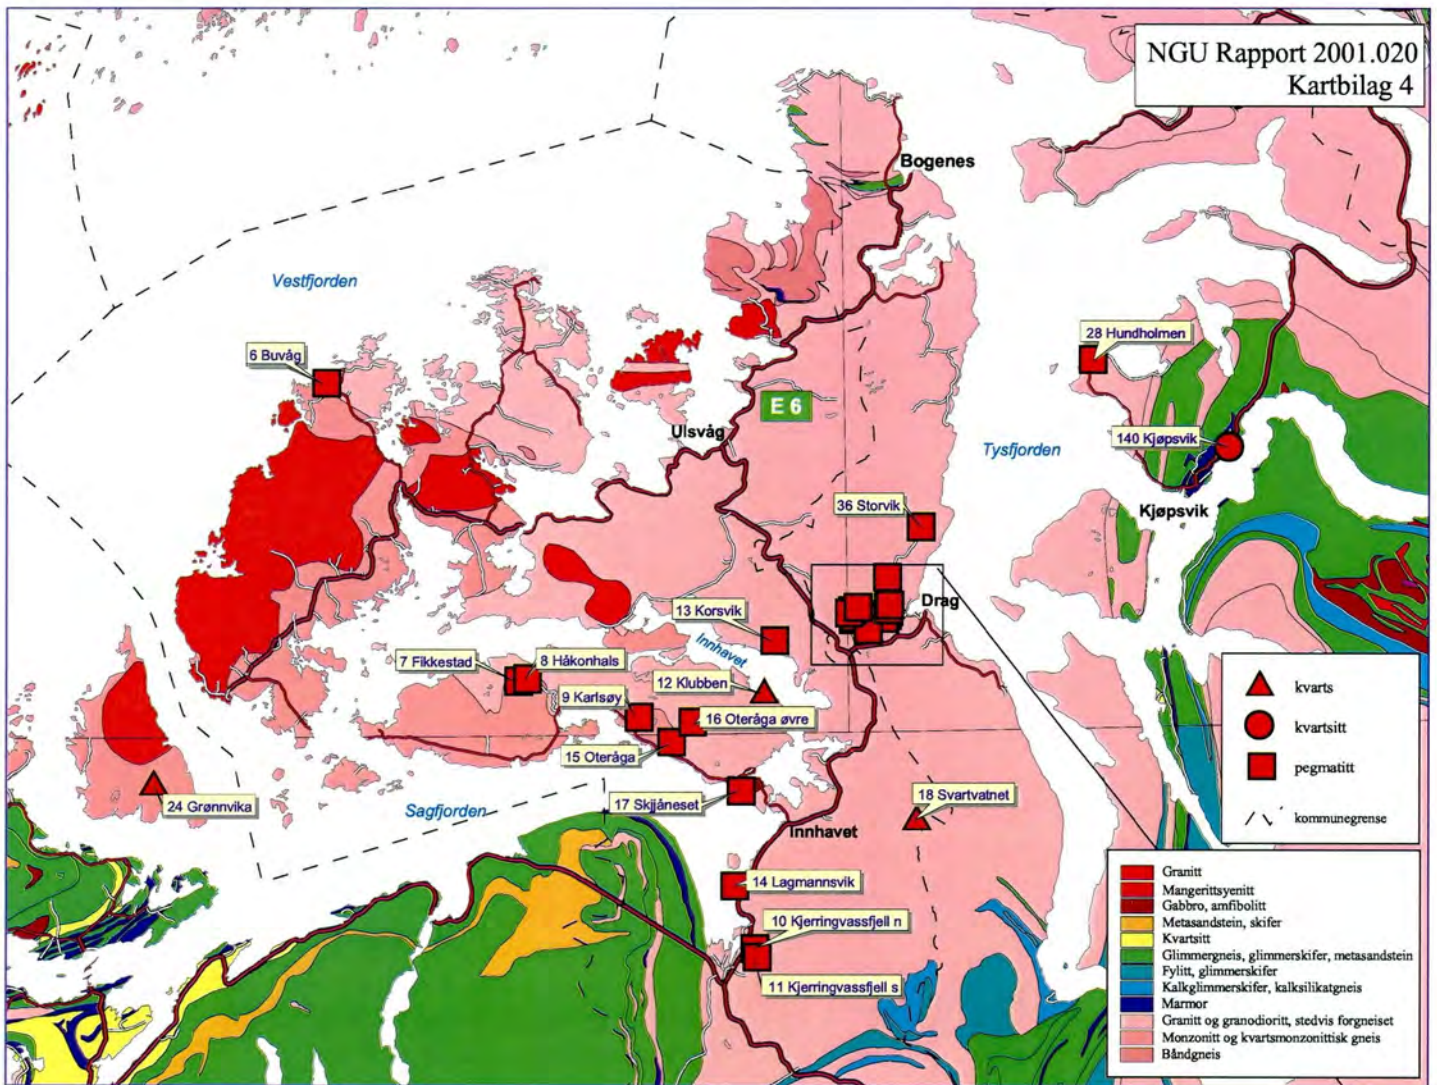 NGU Rapport 2001.020
Kartbilag 4
Bogenes
Vestfjorden
28 Hundholmen
6 Buvåg
E 6
Ulsvåg
140 Kjøpsvik
Tysfjorden
36 Storvik
Kjøpsvik
Drag
13 Korsvik
Innhavet
7 Fikkestad
8 Håkonhals
12 Klubben
9 Karlsøy
16 Oteråga øvre
15 Oteråga
24 Grønnvika
Sagfjorden
17 Skjjåneset
18 Svartvatnet
Innhavet
14 Lagmannsvik
10 Kjerringvassfjell n
11 Kjerringvassfjell s
kvarts
kvartsitt
pegmatitt
kommunegrense
Granitt
Mangerittsyenitt
Gabbro, amfibolitt
Metasandstein, skifer
Kvartsitt
Glimmergneis, glimmerskifer, metasandstein
Fylitt, glimmerskifer
Kalkglimmerskifer, kalksilikatgneis
Marmor
Granitt og granodioritt, stedvis forgneiset
Monzonitt og kvartsmonzonittisk gneis
Båndgneis